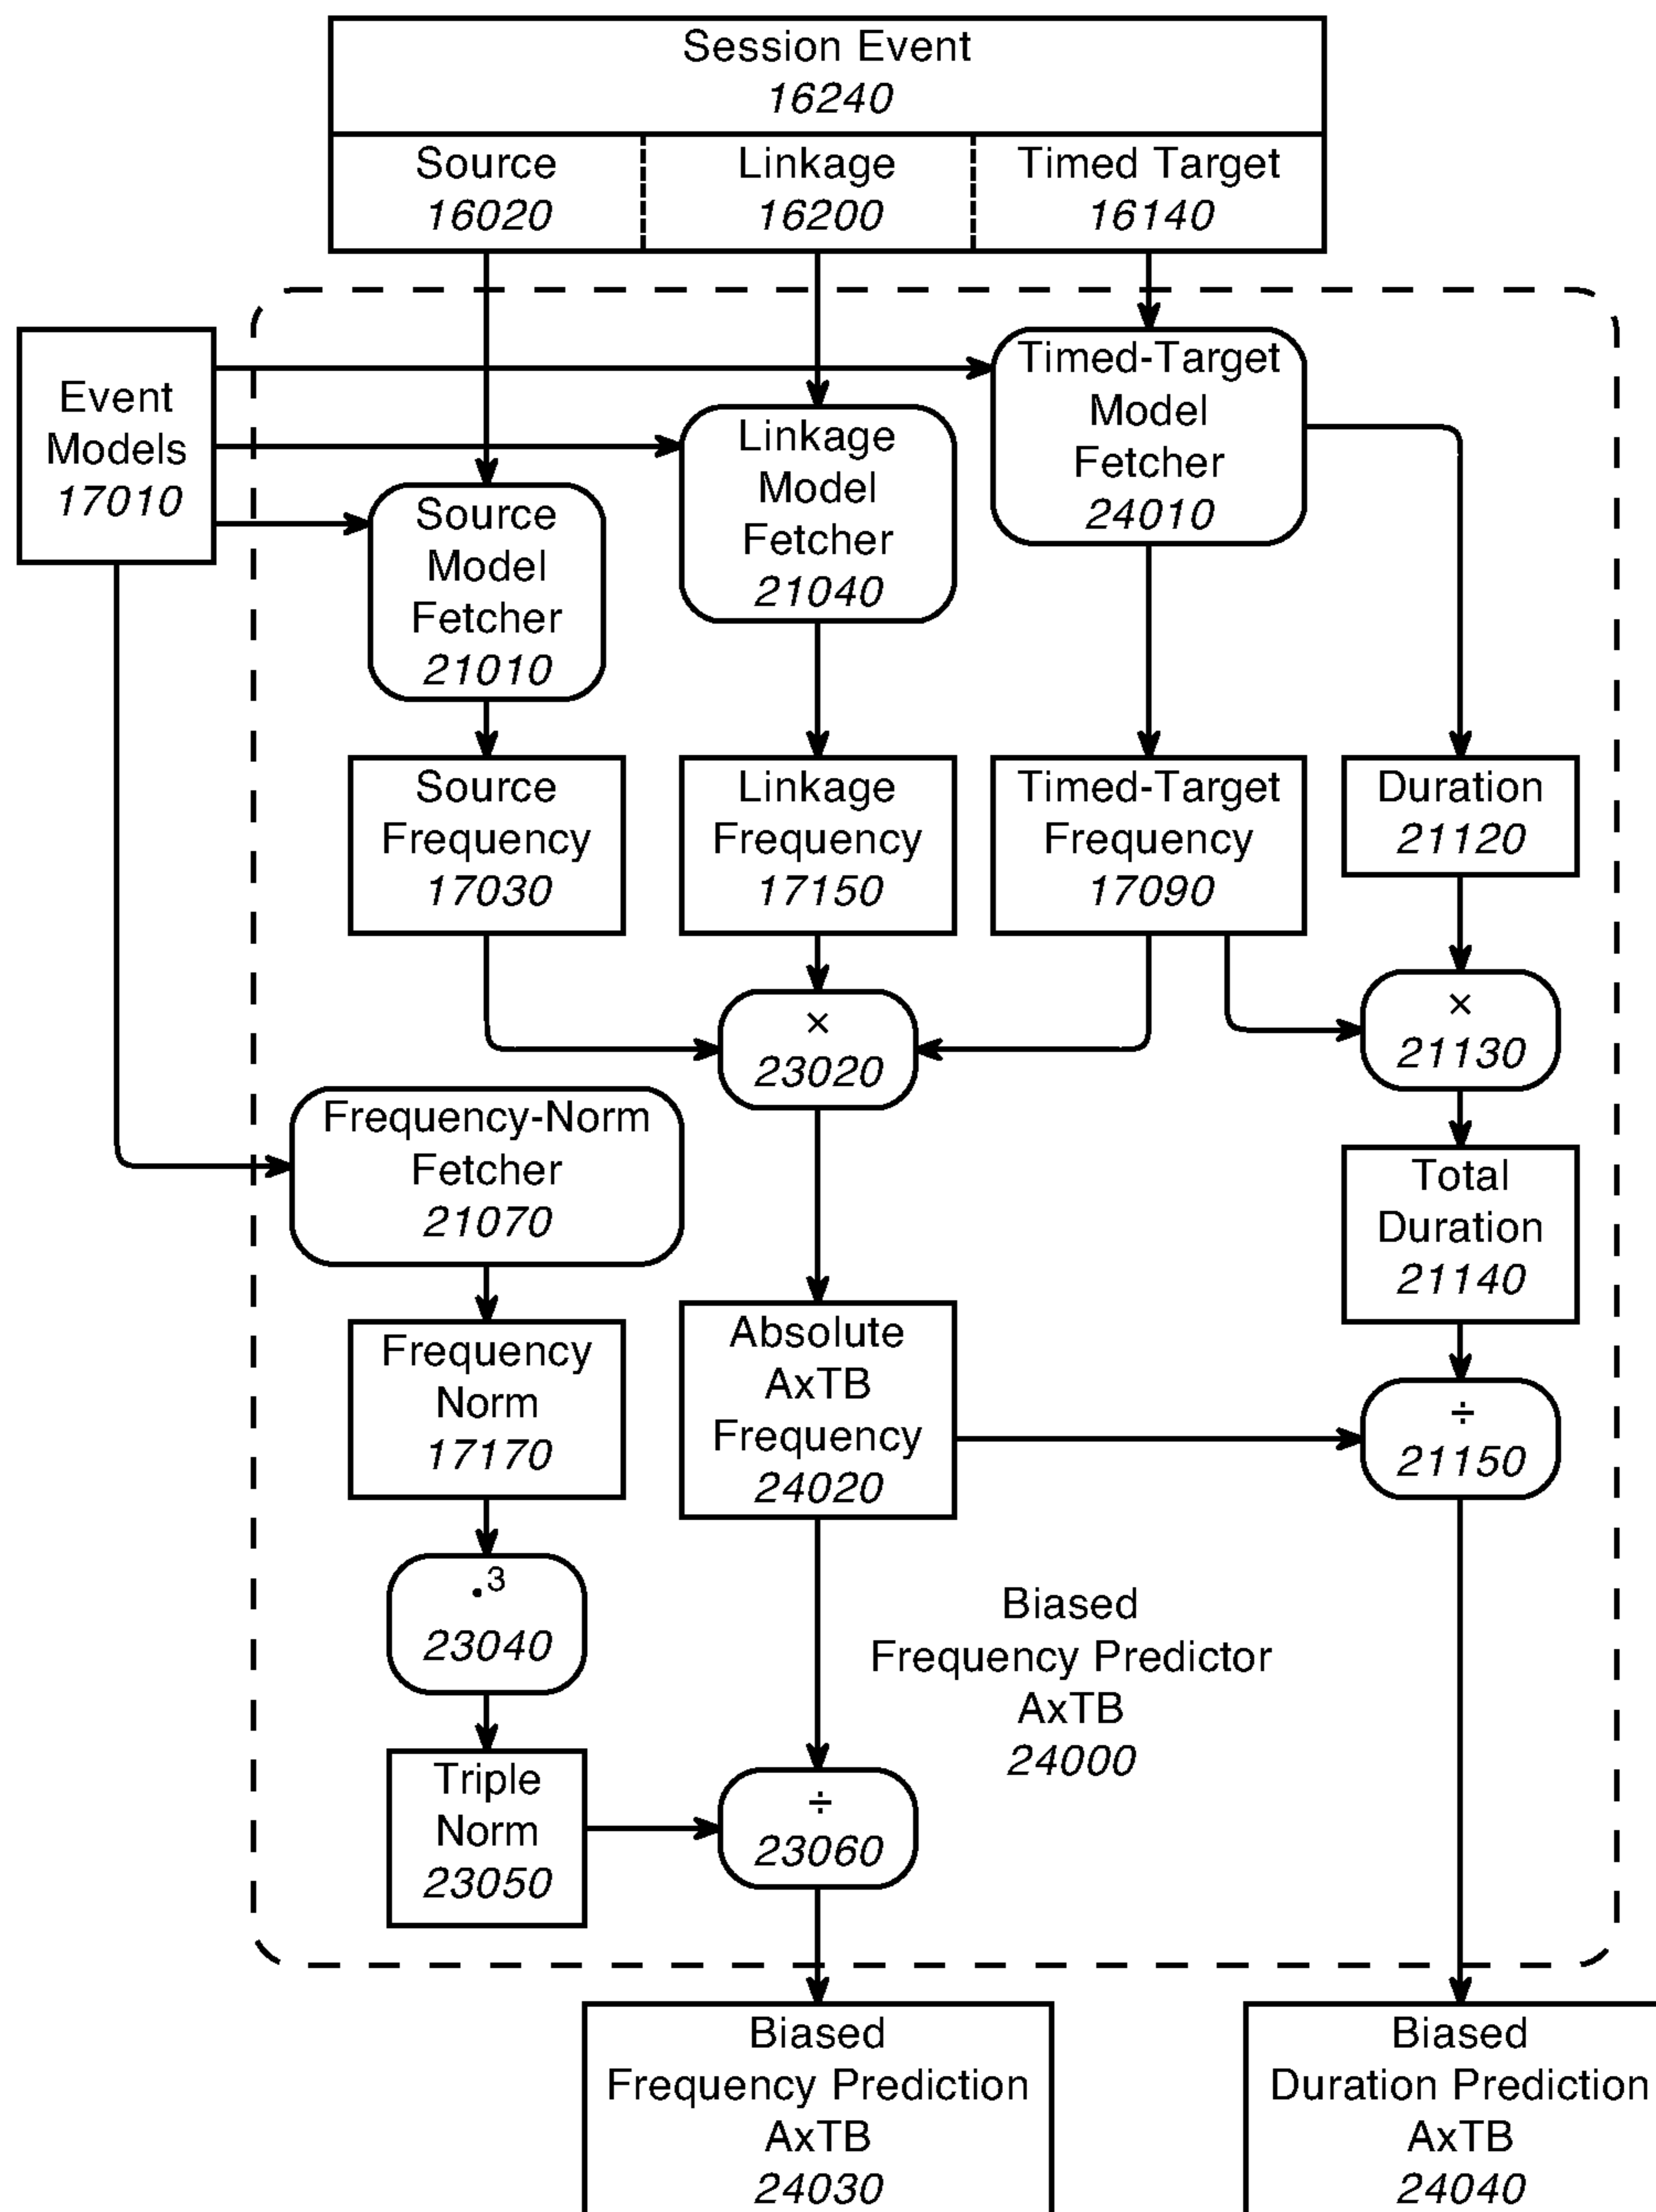 Session Event
16240
Source
16020
Linkage
16200
Timed Target
16140
Event
Models
17010
Timed-Target
Model
Fetcher
24010
Linkage
Model
Fetcher
21040
Source
Model
Fetcher
21010
Source
Frequency
17030
Linkage
Frequency
17150
Timed-Target
Frequency
17090
Duration
21120
×
23020
×
21130
Frequency-Norm
Fetcher
21070
Total
Duration
21140
Frequency
Norm
17170
Absolute
AxTB
Frequency
24020
÷
21150
.3
23040
Biased
Frequency Predictor
AxTB
24000
Triple
Norm
23050
÷
23060
Biased
Frequency Prediction
AxTB
24030
Biased
Duration Prediction
AxTB
24040